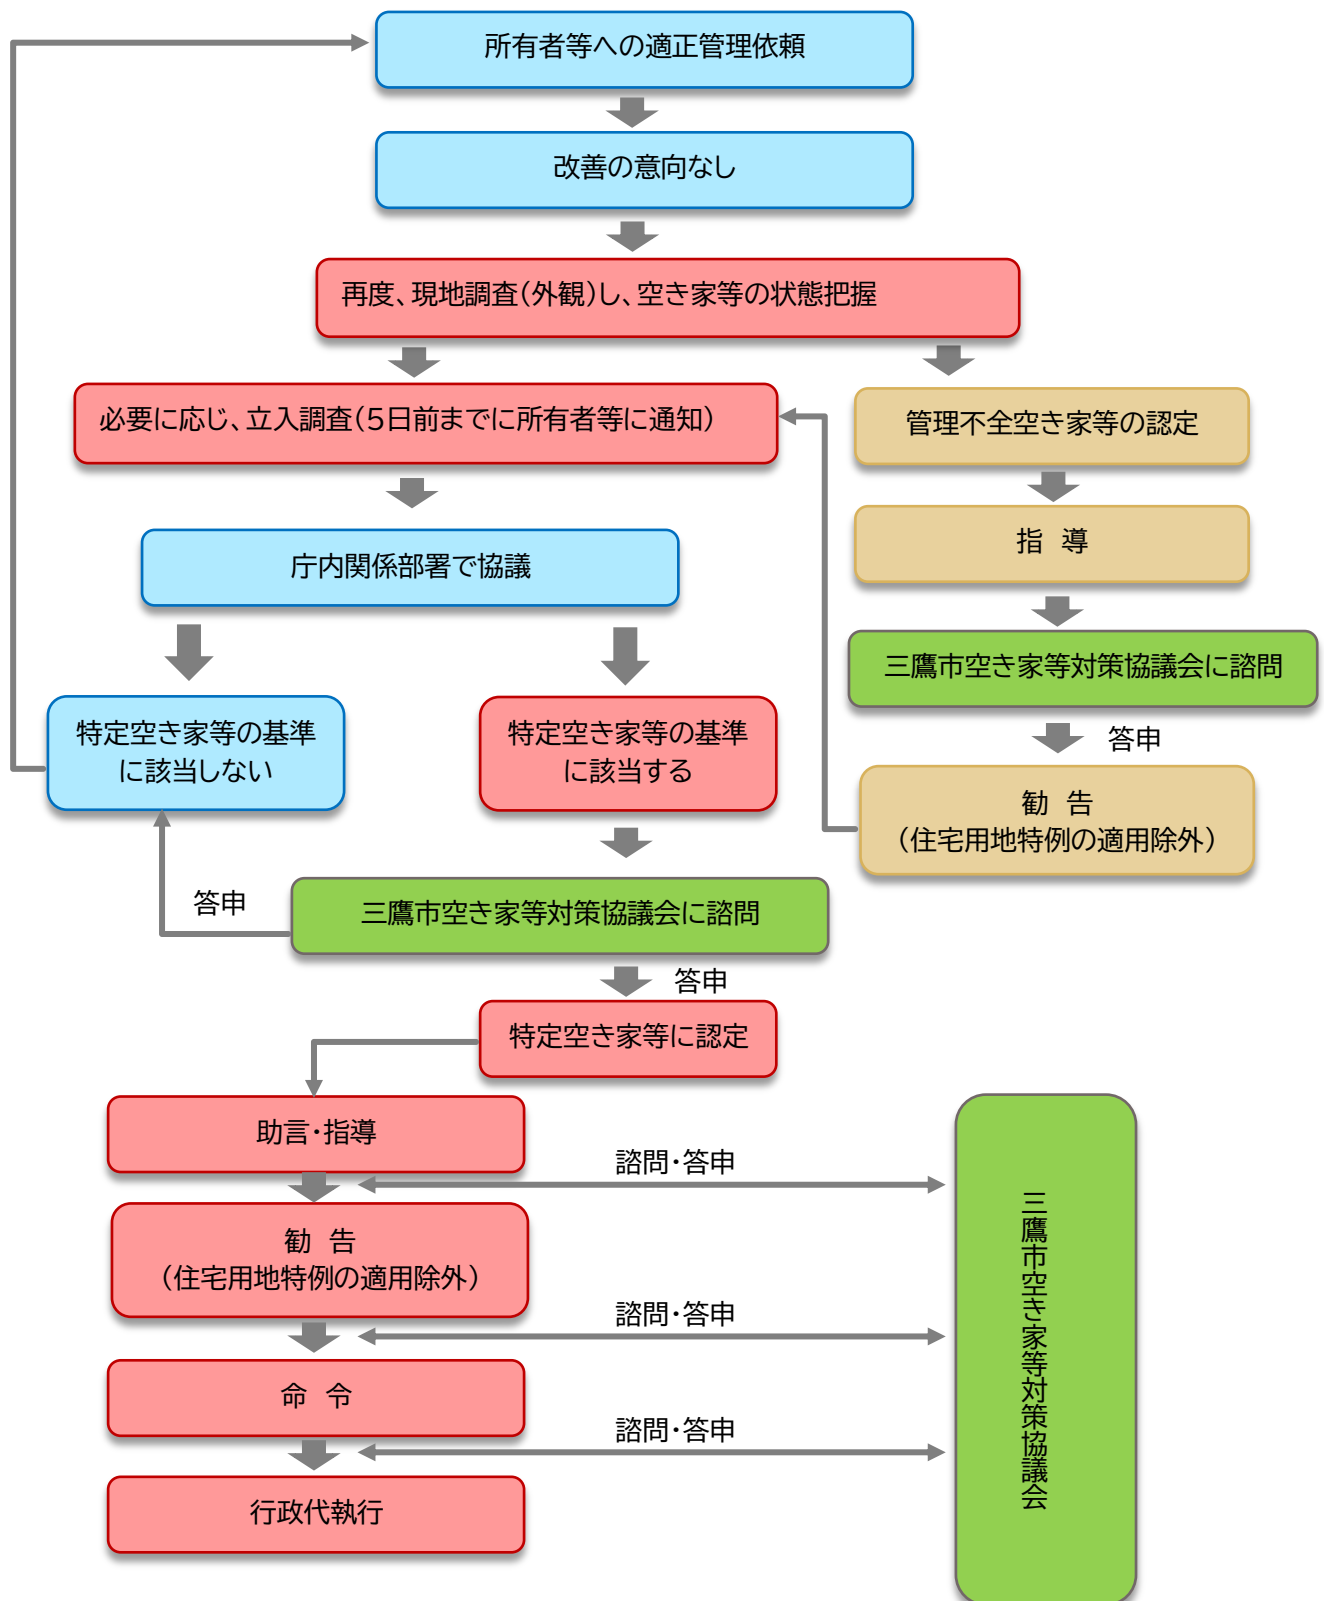 所有者等への適正管理依頼
改善の意向なし
再度、現地調査(外観)し、空き家等の状態把握
必要に応じ、立入調査(5日前までに所有者等に通知)
管理不全空き家等の認定
指 導
庁内関係部署で協議
三鷹市空き家等対策協議会に諮問
答申
特定空き家等の基準
に該当しない
特定空き家等の基準
に該当する
勧 告
(住宅用地特例の適用除外)
答申
三鷹市空き家等対策協議会に諮問
答申
特定空き家等に認定
助言・指導
諮問・答申
勧 告
(住宅用地特例の適用除外)
諮問・答申
命 令
諮問・答申
行政代執行
三鷹市空き家等対策協議会